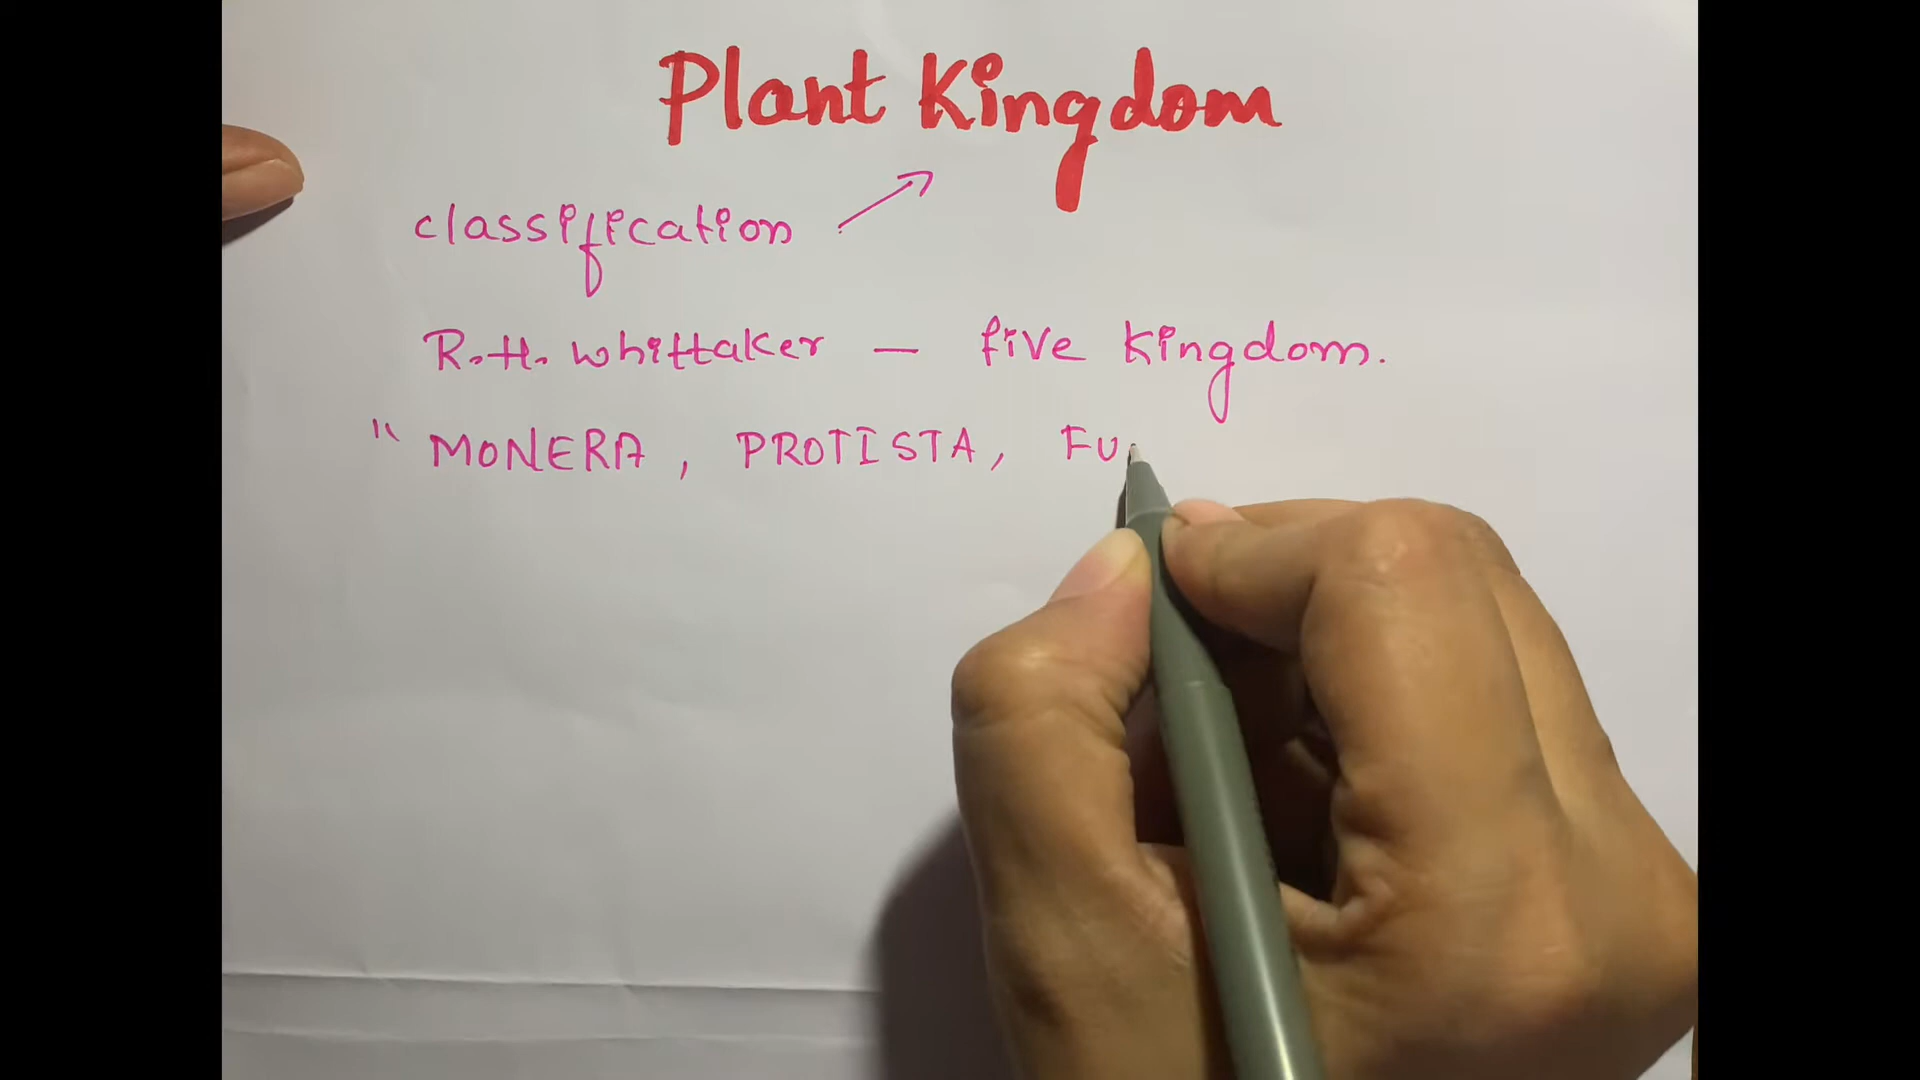 Plant Kingdom
classification
R.H. Whittaker — five Kingdom.
" MONERA, PROTISTA, FU